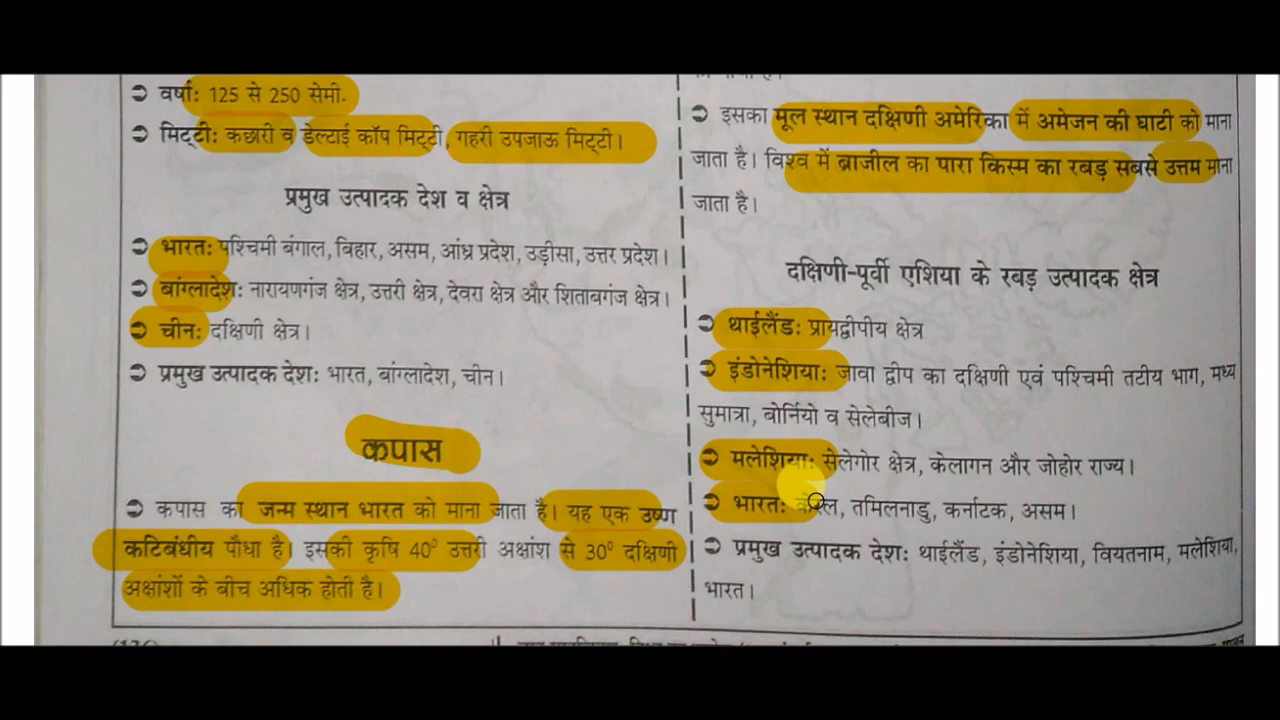 ➲ वर्षा: 125 से 250 सेमी.
➲ मिट्टी: कछारी व डेल्टाई कॉप मिट्टी, गहरी उपजाऊ मिट्टी।
प्रमुख उत्पादक देश व क्षेत्र
➲ भारत: पश्चिमी बंगाल, बिहार, असम, आंध्र प्रदेश, उड़ीसा, उत्तर प्रदेश।
➲ बांग्लादेश: नारायणगंज क्षेत्र, उत्तरी क्षेत्र, देवरा क्षेत्र और शिताबगंज क्षेत्र।
➲ चीन: दक्षिणी क्षेत्र।
➲ प्रमुख उत्पादक देश: भारत, बांग्लादेश, चीन।
कपास
➲ कपास का जन्म स्थान भारत को माना जाता है। यह एक उष्ण
कटिबंधीय पौधा है। इसकी कृषि 40° उत्तरी अक्षांश से 30° दक्षिणी
अक्षांशों के बीच अधिक होती है।
➲ इसका मूल स्थान दक्षिणी अमेरिका में अमेजन की घाटी को माना
जाता है। विश्व में ब्राजील का पारा किस्म का रबड़ सबसे उत्तम माना
जाता है।
दक्षिणी-पूर्वी एशिया के रबड़ उत्पादक क्षेत्र
➲ थाईलैंड: प्रायद्वीपीय क्षेत्र
➲ इंडोनेशिया: जावा द्वीप का दक्षिणी एवं पश्चिमी तटीय भाग, मध्य
सुमात्रा, बोर्नियो व सेलेबीज।
➲ मलेशिया: सेलेगोर क्षेत्र, केलागन और जोहोर राज्य।
➲ भारत: केरल, तमिलनाडु, कर्नाटक, असम।
➲ प्रमुख उत्पादक देश: थाईलैंड, इंडोनेशिया, वियतनाम, मलेशिया,
भारत।